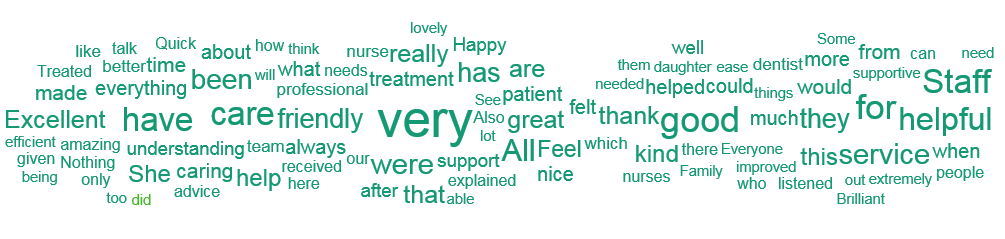 lovely
like talk Quick about how think nurse really Happy well Some from can need
Treated better time been will what needs treatment has are them daughter ease dentist more supportive
made everything professional See patient needed helped could things would Staff
Excellent have care friendly very Also great felt thank good much they for helpful
efficient amazing understanding team always lot All Feel which kind there Everyone this service when
given Nothing our were support nice nurses Family improved people
being only She caring help received here explained who listened out extremely
too did advice after that able Brilliant